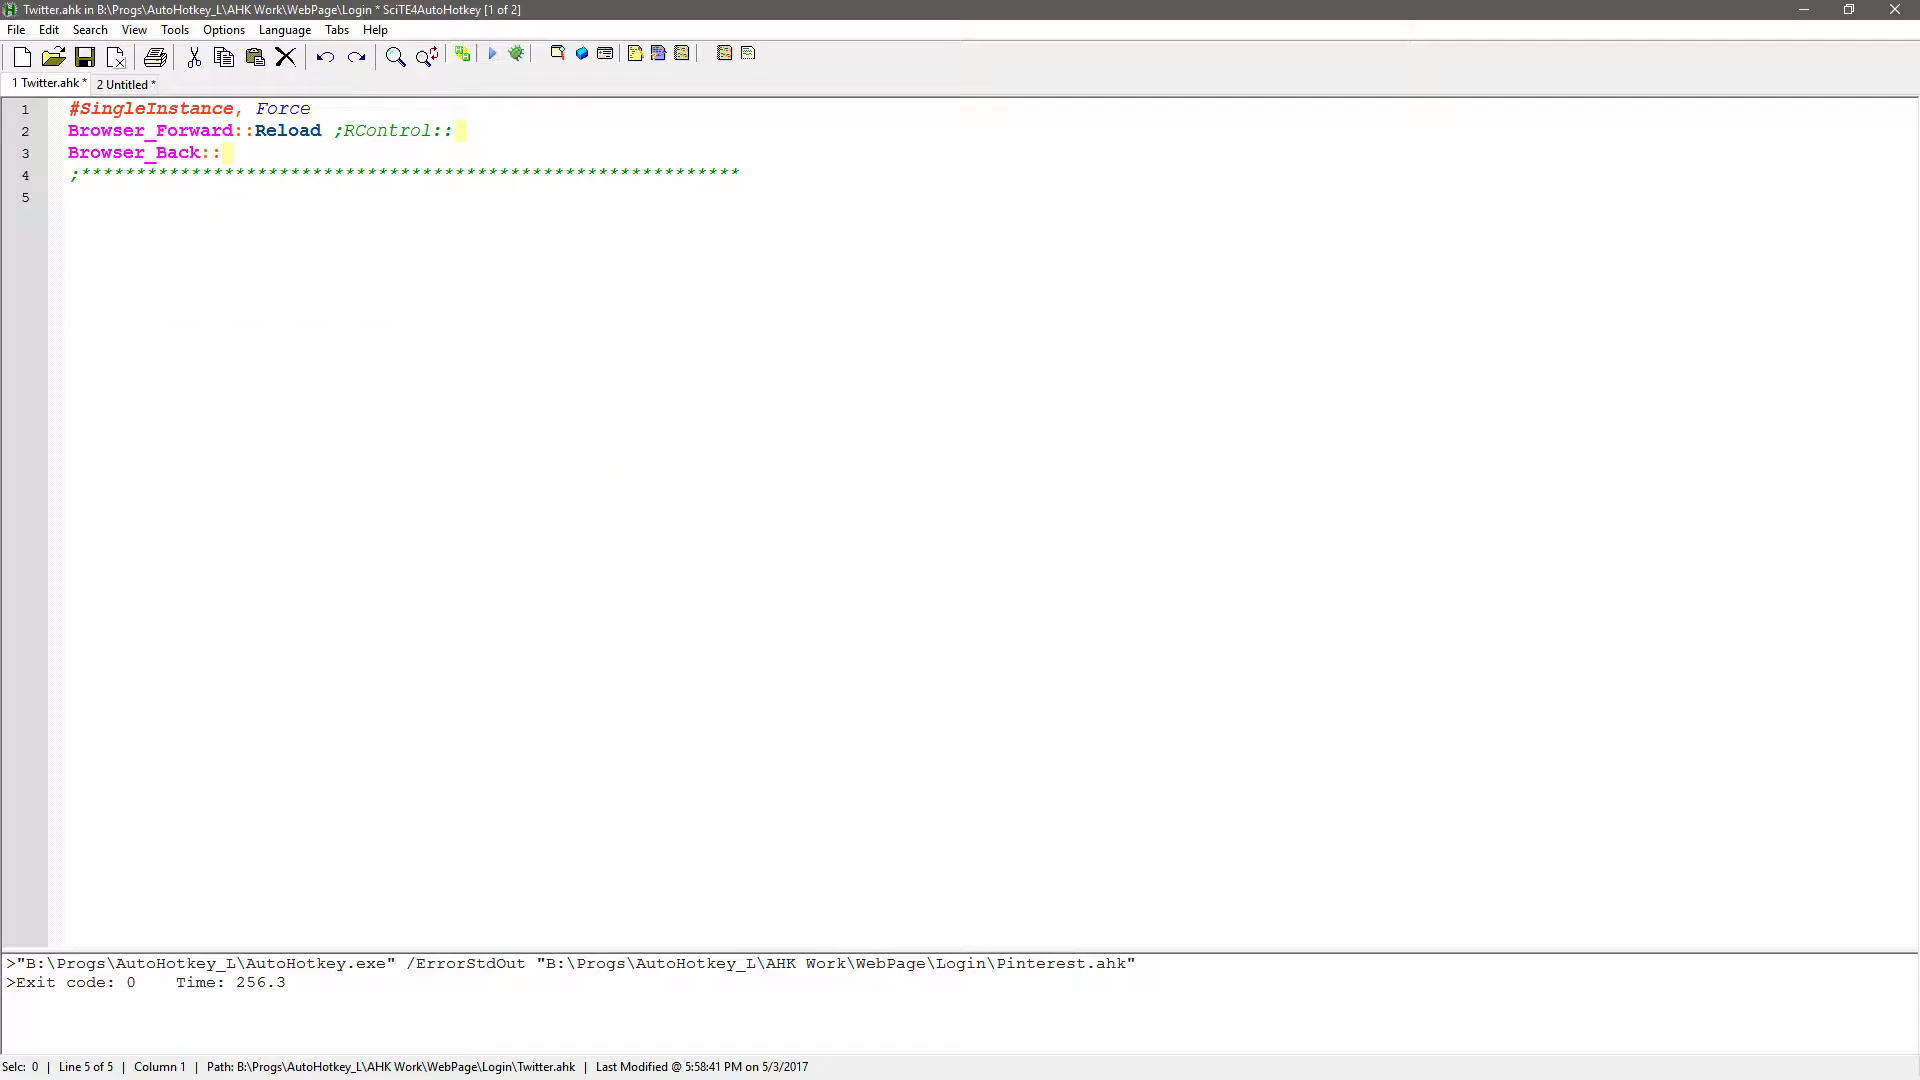 Twitter.ahk in B:\Progs\AutoHotkey_L\AHK Work\WebPage\Login * SciTE4AutoHotkey [1 of 2]
File Edit Search View Tools Options Language Tabs Help
1 Twitter.ahk * 2 Untitled *
1 #SingleInstance, Force
2 Browser_Forward::Reload ;RControl::
3 Browser_Back::
4 ;************************************************************
5
>"B:\Progs\AutoHotkey_L\AutoHotkey.exe" /ErrorStdOut "B:\Progs\AutoHotkey_L\AHK Work\WebPage\Login\Pinterest.ahk"
>Exit code: 0 Time: 256.3
Selc: 0 | Line 5 of 5 | Column 1 | Path: B:\Progs\AutoHotkey_L\AHK Work\WebPage\Login\Twitter.ahk | Last Modified @ 5:58:41 PM on 5/3/2017